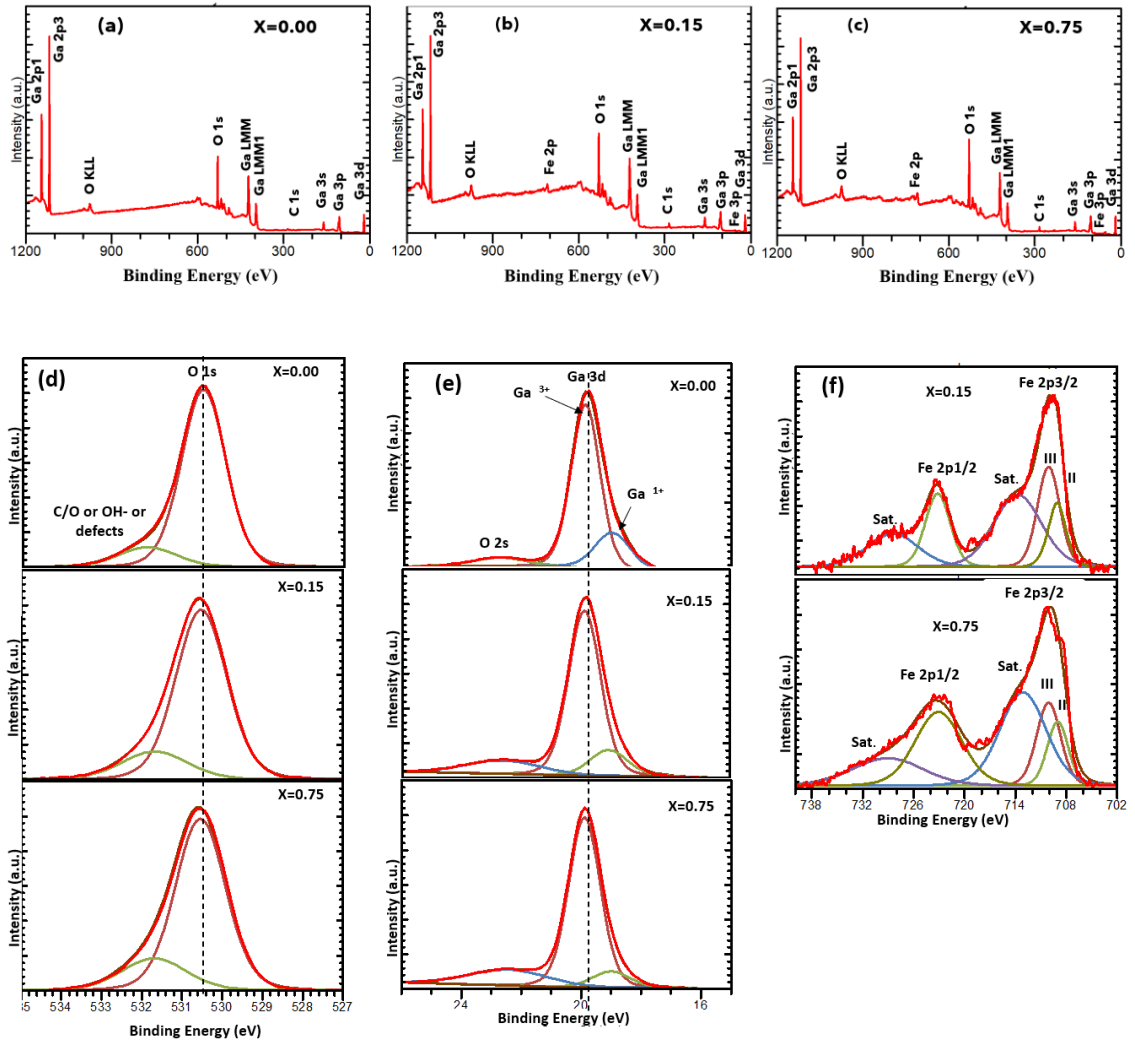 (a)
X=0.00
Intensity (a.u.)
Ga 2p1
Ga 2p3
O KLL
O 1s
Ga LMM
Ga LMM1
C 1s
Ga 3s
Ga 3p
Ga 3d
1200 900 600 300 0
Binding Energy (eV)
(b)
X=0.15
Intensity (a.u.)
Ga 2p1
Ga 2p3
O KLL
Fe 2p
O 1s
Ga LMM
Ga LMM1
C 1s
Ga 3s
Ga 3p
Fe 3p
Ga 3d
1200 900 600 300 0
Binding Energy (eV)
(c)
X=0.75
Intensity (a.u.)
Ga 2p1
Ga 2p3
O KLL
Fe 2p
O 1s
Ga LMM
Ga LMM1
C 1s
Ga 3s
Ga 3p
Fe 3p
Ga 3d
1200 900 600 300 0
Binding Energy (eV)
(d)
O 1s
X=0.00
Intensity (a.u.)
C/O or OH- or
defects
X=0.15
Intensity (a.u.)
X=0.75
Intensity (a.u.)
534 533 531 530 529 527
Binding Energy (eV)
(e)
Ga 3d
X=0.00
Ga 3+
Ga 1+
O 2s
Intensity (a.u.)
X=0.15
Intensity (a.u.)
X=0.75
Intensity (a.u.)
24 20 16
Binding Energy (eV)
(f)
X=0.15
Fe 2p3/2
Intensity (a.u.)
Fe 2p1/2
III
II
Sat.
Sat.
Fe 2p3/2
X=0.75
Intensity (a.u.)
Fe 2p1/2
Sat.
III
II
Sat.
738 726 720 714 708 702
Binding Energy (eV)